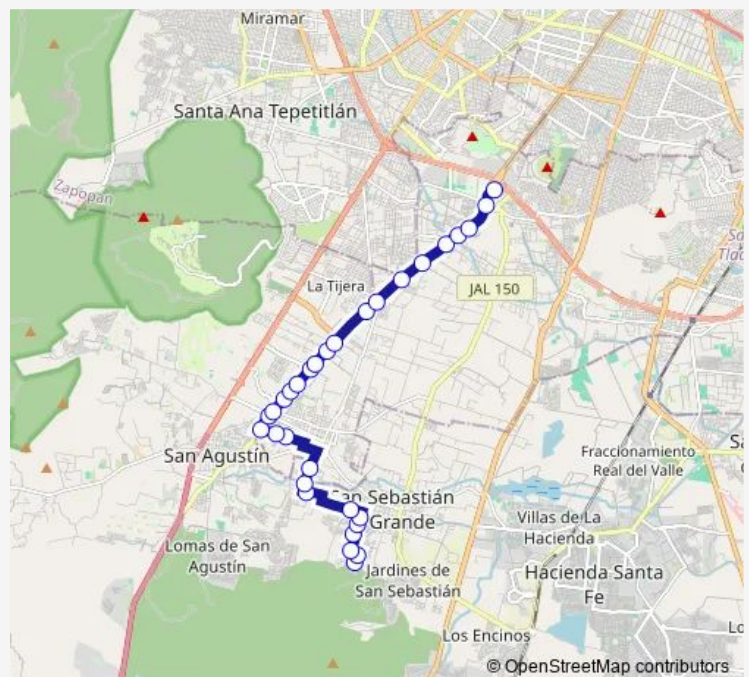 Miramar
Santa Ana Tepetitlán
Zapopan
La Tijera
JAL 150
San Agustín
Fraccionamiento
Real del Valle
San Sebastián
Grande
Villas de La
Hacienda
Lomas de San
Agustín
Jardines de
San Sebastián
Hacienda Santa
Fe
Los Encinos
© OpenStreetMap contributors